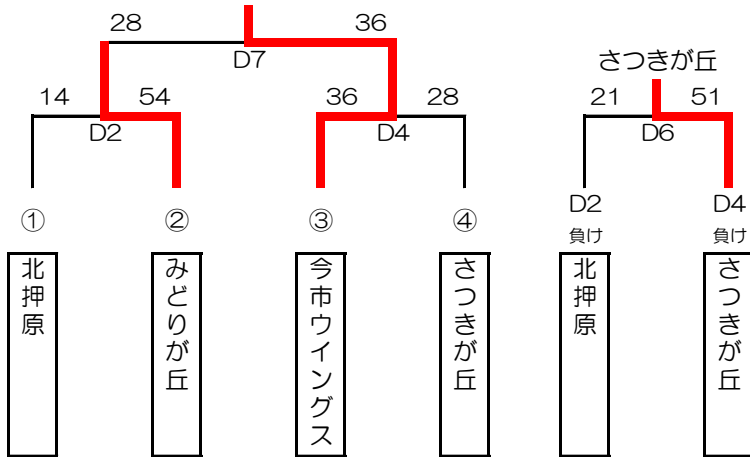 28 36
D7
さつきが丘
14 54 36 28 21 51
D2 D4 D6
① ② ③ ④ D2 D4
負け 負け
北押原
みどりが丘
今市ウイングス
さつきが丘
北押原
さつきが丘